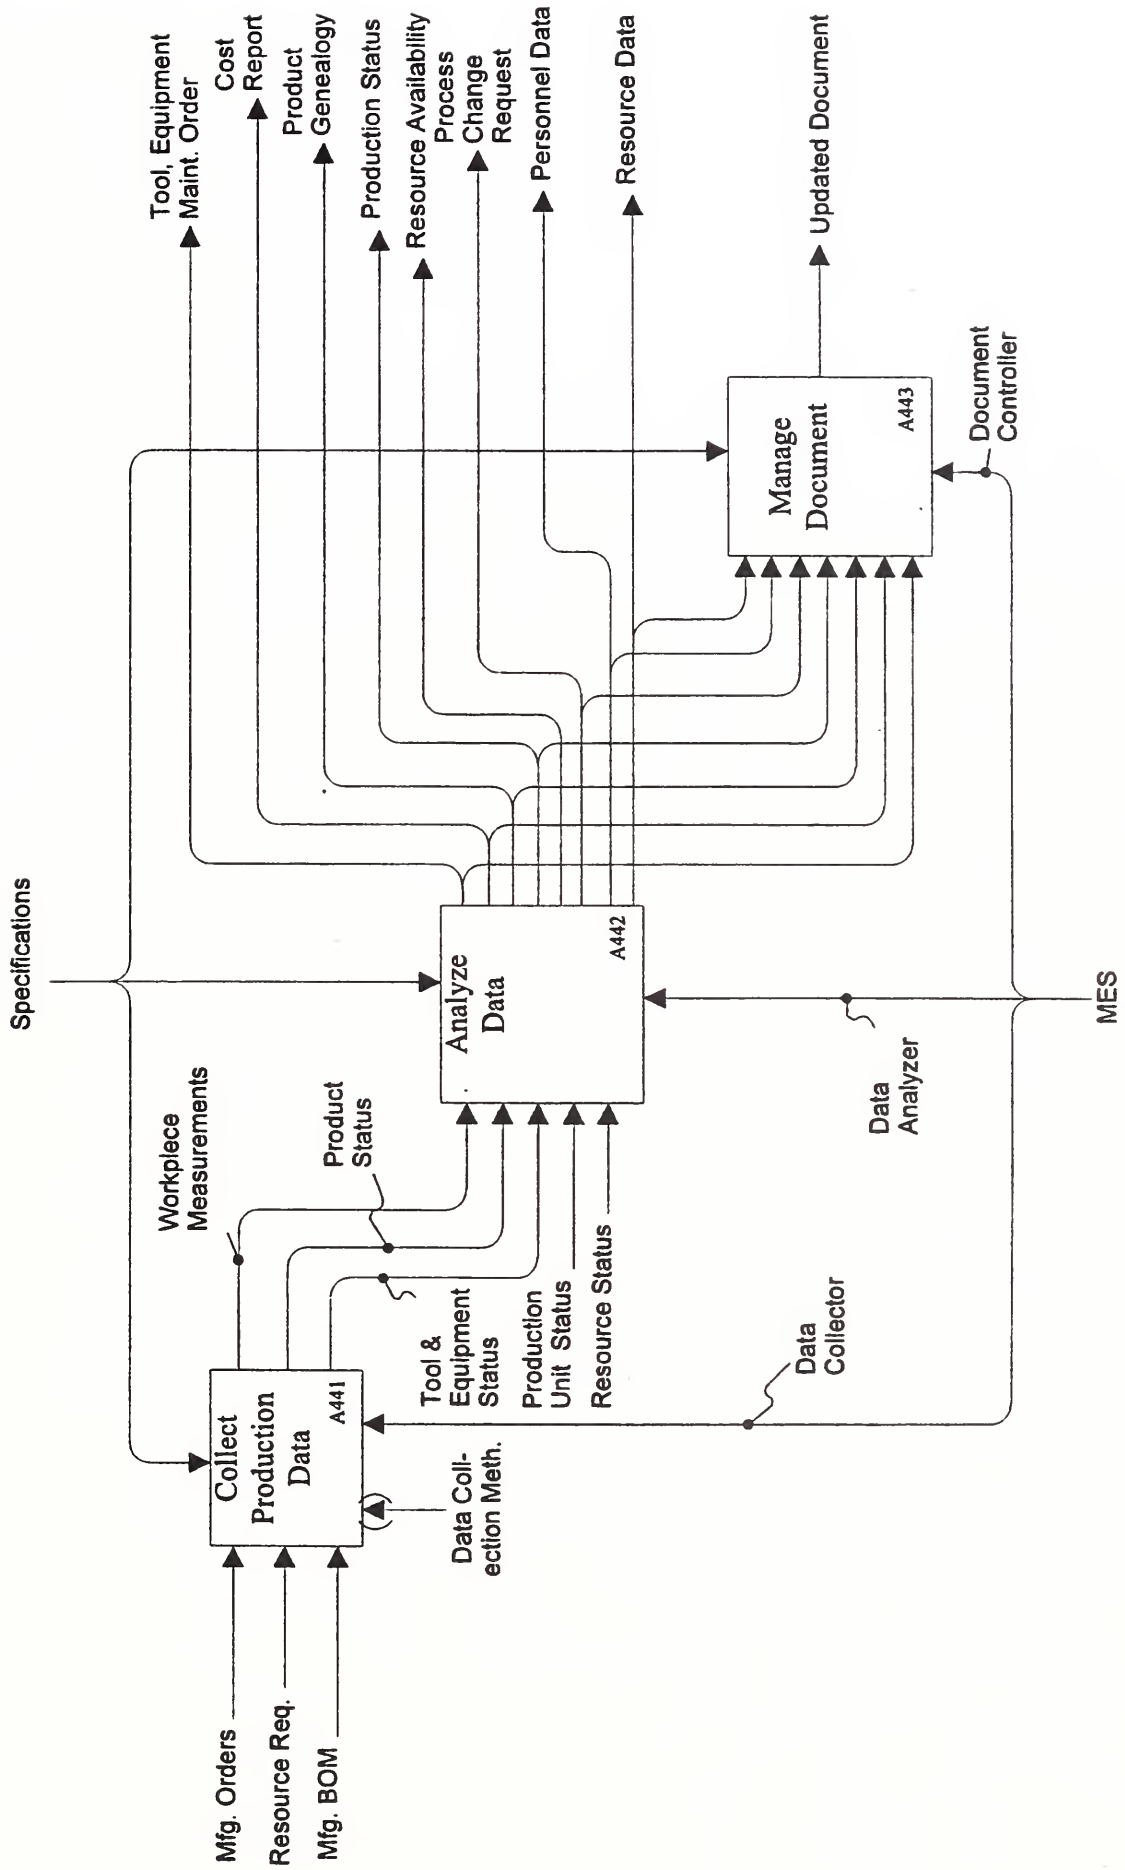 Specifications
Mfg. Orders
Resource Req.
Mfg. BOM
Collect
Production
Data
A441
Data Coll-
ection Meth.
Workpiece
Measurements
Product
Status
Tool &
Equipment
Status
Production
Unit Status
Resource Status
Data
Collector
Analyze
Data
A442
Data
Analyzer
MES
Tool, Equipment
Maint. Order
Cost
Report
Product
Genealogy
Production Status
Resource Availability
Process
Change
Request
Personnel Data
Resource Data
Manage
Document
A443
Updated Document
Document
Controller